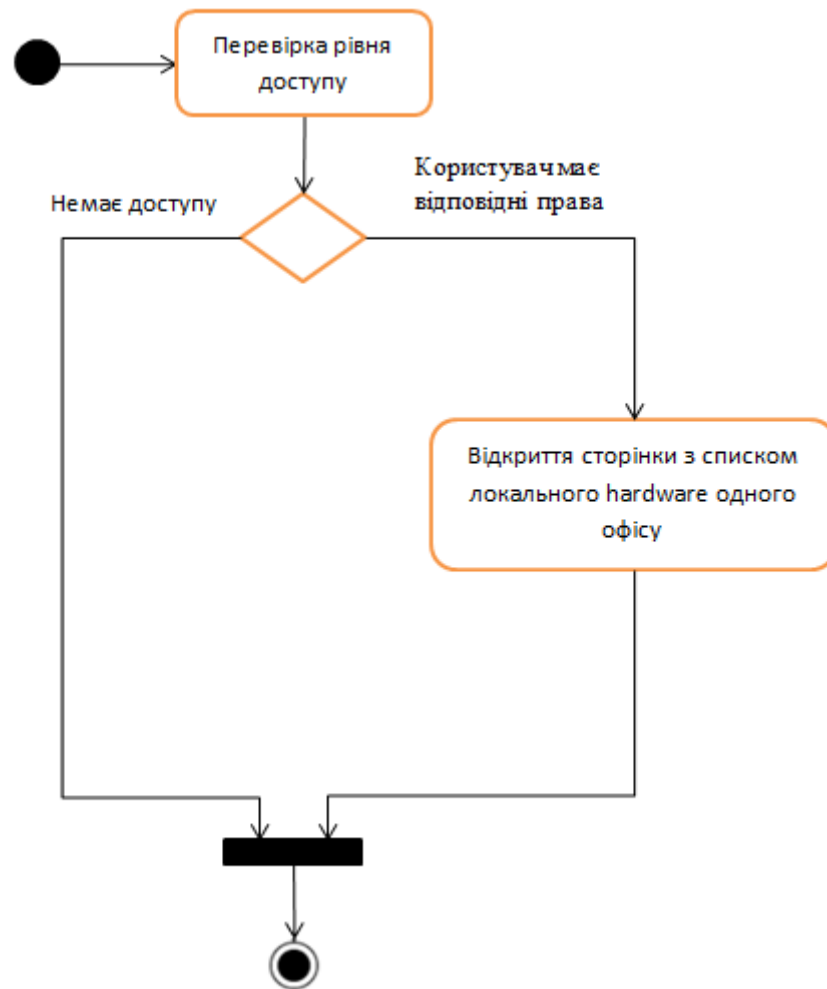 Перевірка рівня
доступу
Немає доступу
Користувач має
відповідні права
Відкриття сторінки з списком
локального hardware одного
офісу